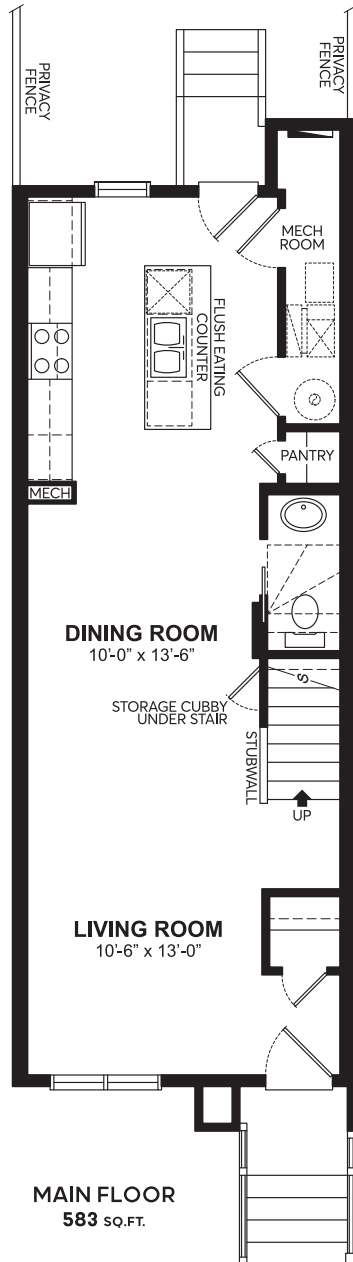 PRIVACY
FENCE
PRIVACY
FENCE
MECH
ROOM
FLUSH EATING
COUNTER
PANTRY
MECH
DINING ROOM
10'-0" x 13'-6"
STORAGE CUBBY
UNDER STAIR
S
STUBWALL
UP
LIVING ROOM
10'-6" x 13'-0"
MAIN FLOOR
583 SQ.FT.